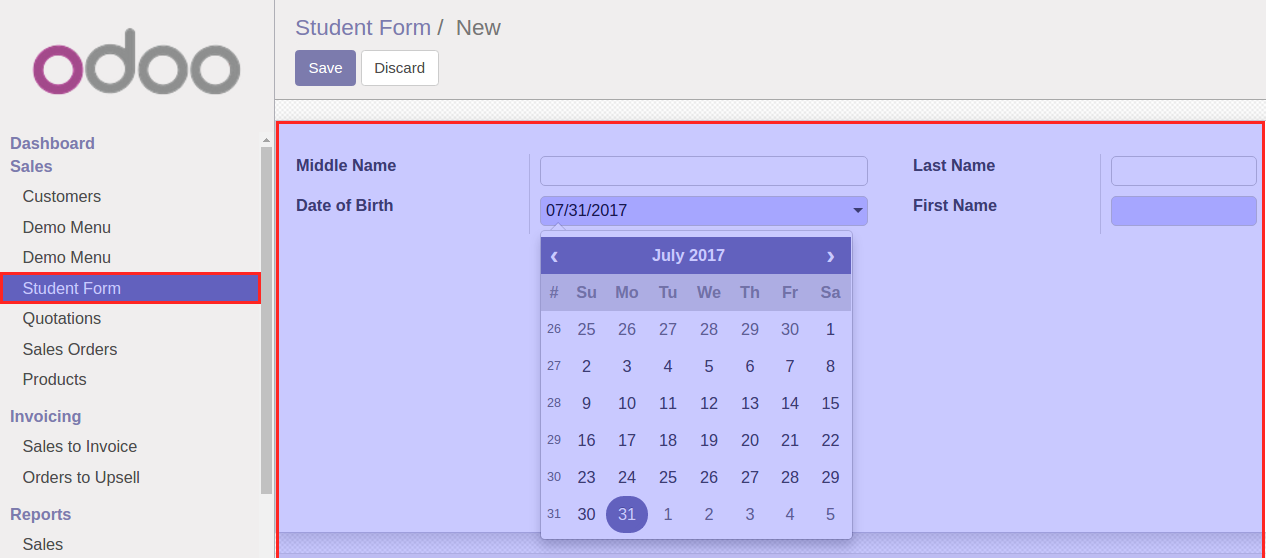 odoo
Dashboard
Sales
Customers
Demo Menu
Demo Menu
Student Form
Quotations
Sales Orders
Products
Invoicing
Sales to Invoice
Orders to Upsell
Reports
Sales
Student Form / New
Save Discard
Middle Name Last Name
Date of Birth 07/31/2017 First Name
‹ July 2017 ›
# Su Mo Tu We Th Fr Sa
26 25 26 27 28 29 30 1
27 2 3 4 5 6 7 8
28 9 10 11 12 13 14 15
29 16 17 18 19 20 21 22
30 23 24 25 26 27 28 29
31 30 31 1 2 3 4 5